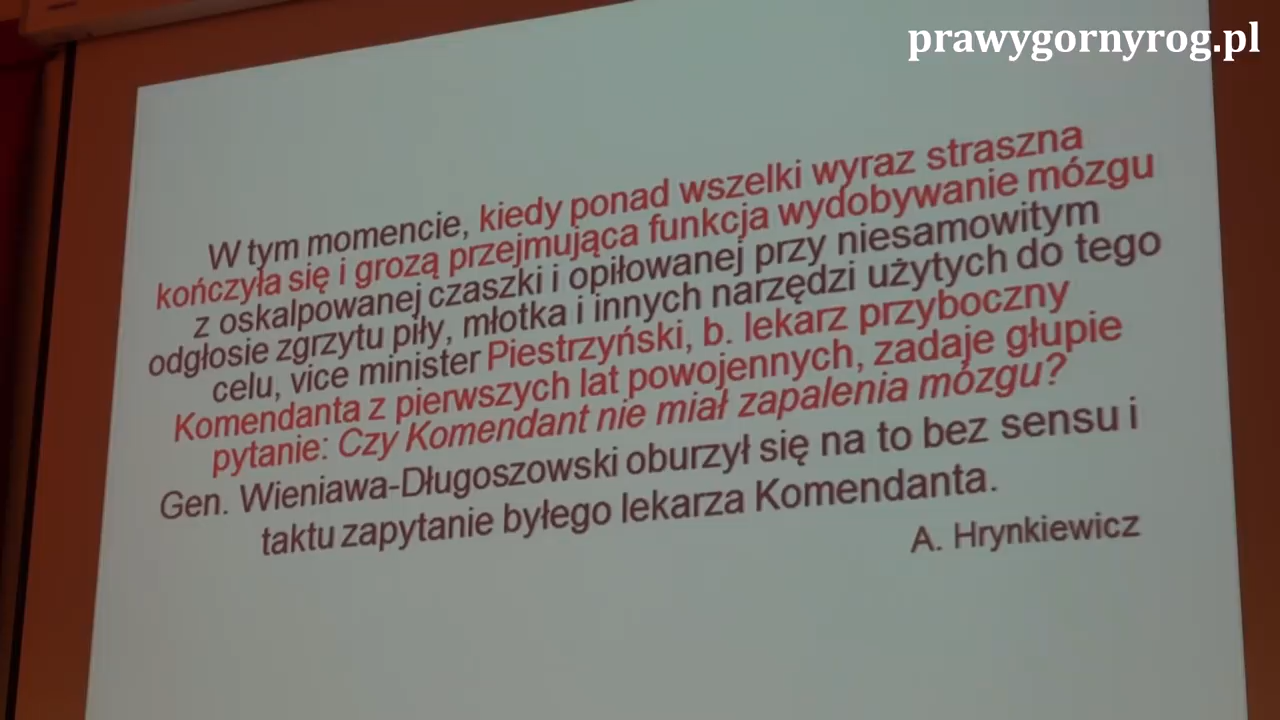 prawygornyrog.pl
W tym momencie, kiedy ponad wszelki wyraz straszna
kończyła się i grozą przejmująca funkcja wydobywanie mózgu
z oskalpowanej czaszki i opiłowanej przy niesamowitym
odgłosie zgrzytu piły, młotka i innych narzędzi użytych do tego
celu, vice minister Piestrzyński, b. lekarz przyboczny
Komendanta z pierwszych lat powojennych, zadaje głupie
pytanie: Czy Komendant nie miał zapalenia mózgu?
Gen. Wieniawa-Długoszowski oburzył się na to bez sensu i
taktu zapytanie byłego lekarza Komendanta.
A. Hrynkiewicz